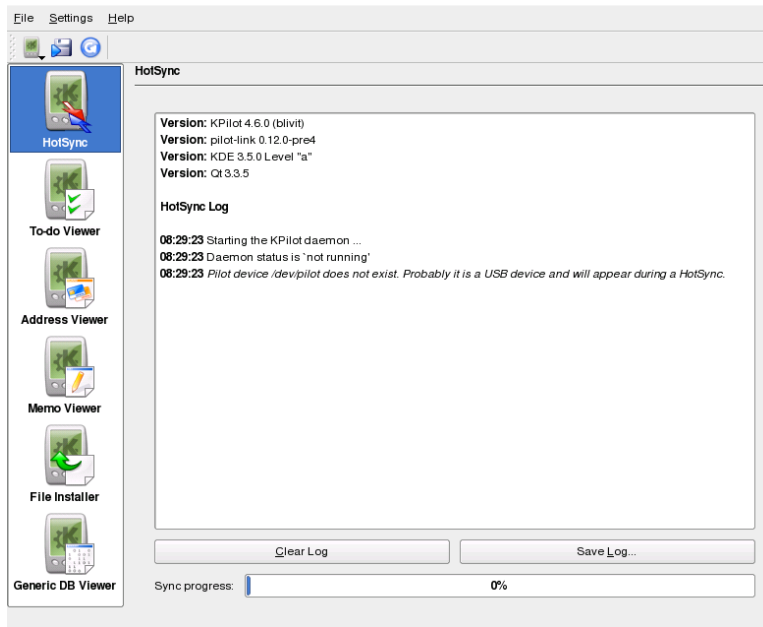 File Settings Help
HotSync
HotSync
To-do Viewer
Address Viewer
Memo Viewer
File Installer
Generic DB Viewer
Version: KPilot 4.6.0 (blivit)
Version: pilot-link 0.12.0-pre4
Version: KDE 3.5.0 Level "a"
Version: Qt 3.3.5
HotSync Log
08:29:23 Starting the KPilot daemon ...
08:29:23 Daemon status is `not running'
08:29:23 Pilot device /dev/pilot does not exist. Probably it is a USB device and will appear during a HotSync.
Clear Log Save Log...
Sync progress: 0%